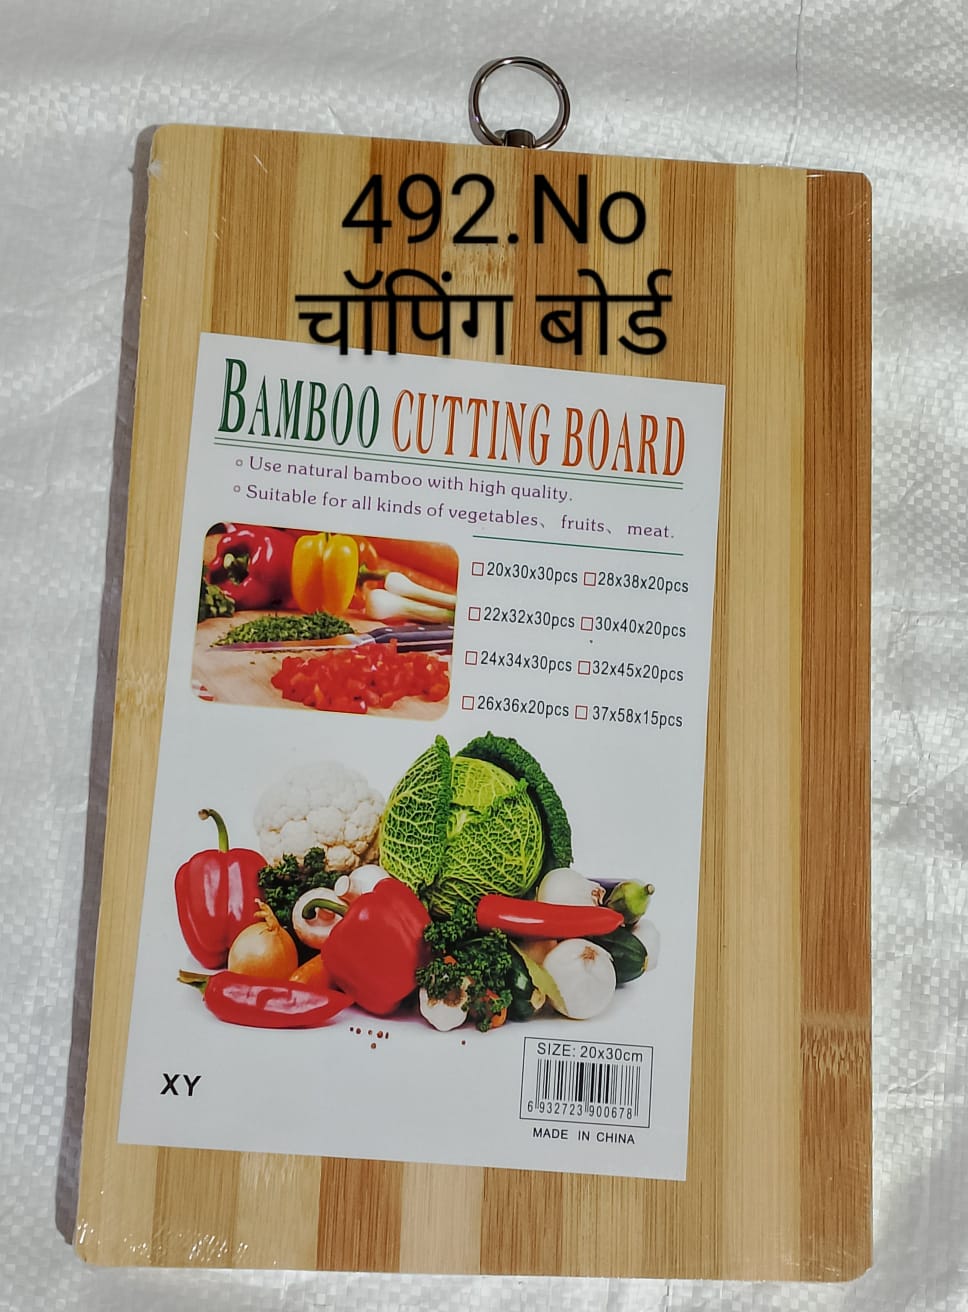 492.No
चॉपिंग बोर्ड
BAMBOO CUTTING BOARD
Use natural bamboo with high quality.
Suitable for all kinds of vegetables、 fruits、 meat.
20x30x30pcs 28x38x20pcs
22x32x30pcs 30x40x20pcs
24x34x30pcs 32x45x20pcs
26x36x20pcs 37x58x15pcs
SIZE: 20x30cm
6 932723 900678
XY
MADE IN CHINA